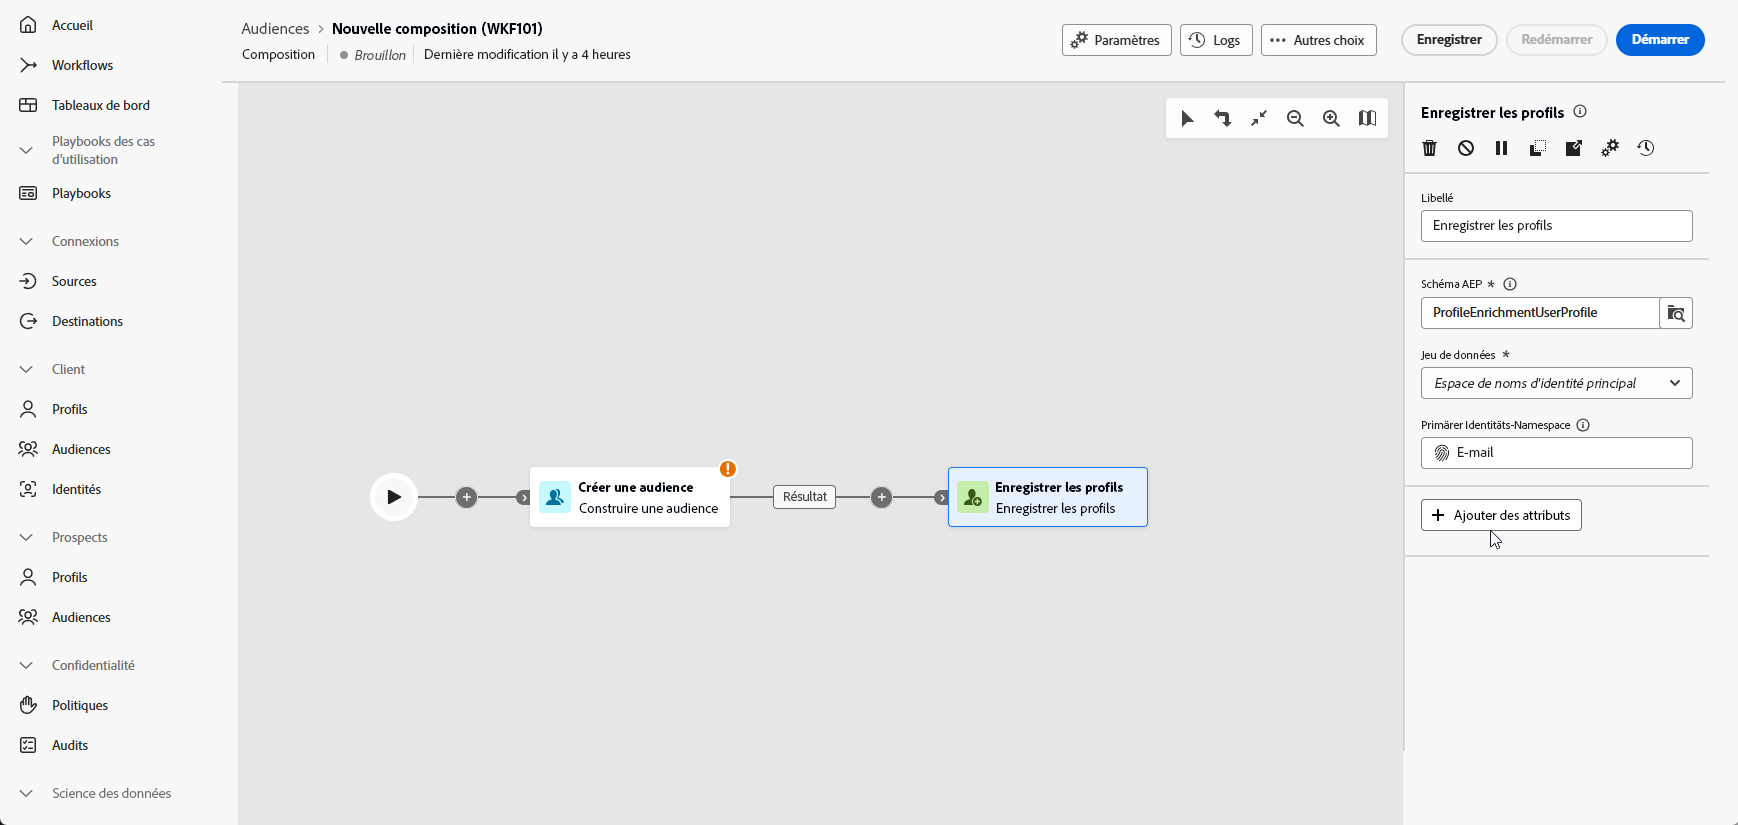 Accueil
Workflows
Tableaux de bord
Playbooks des cas
d'utilisation
Playbooks
Connexions
Sources
Destinations
Client
Profils
Audiences
Identités
Prospects
Profils
Audiences
Confidentialité
Politiques
Audits
Science des données
Audiences > Nouvelle composition (WKF101)
Composition
Brouillon
Dernière modification il y a 4 heures
Paramètres
Logs
Autres choix
Enregistrer
Redémarrer
Démarrer
Créer une audience
Construire une audience
Résultat
Enregistrer les profils
Enregistrer les profils
Enregistrer les profils
Libellé
Enregistrer les profils
Schéma AEP *
ProfileEnrichmentUserProfile
Jeu de données *
Espace de noms d'identité principal
Primärer Identitäts-Namespace
E-mail
Ajouter des attributs